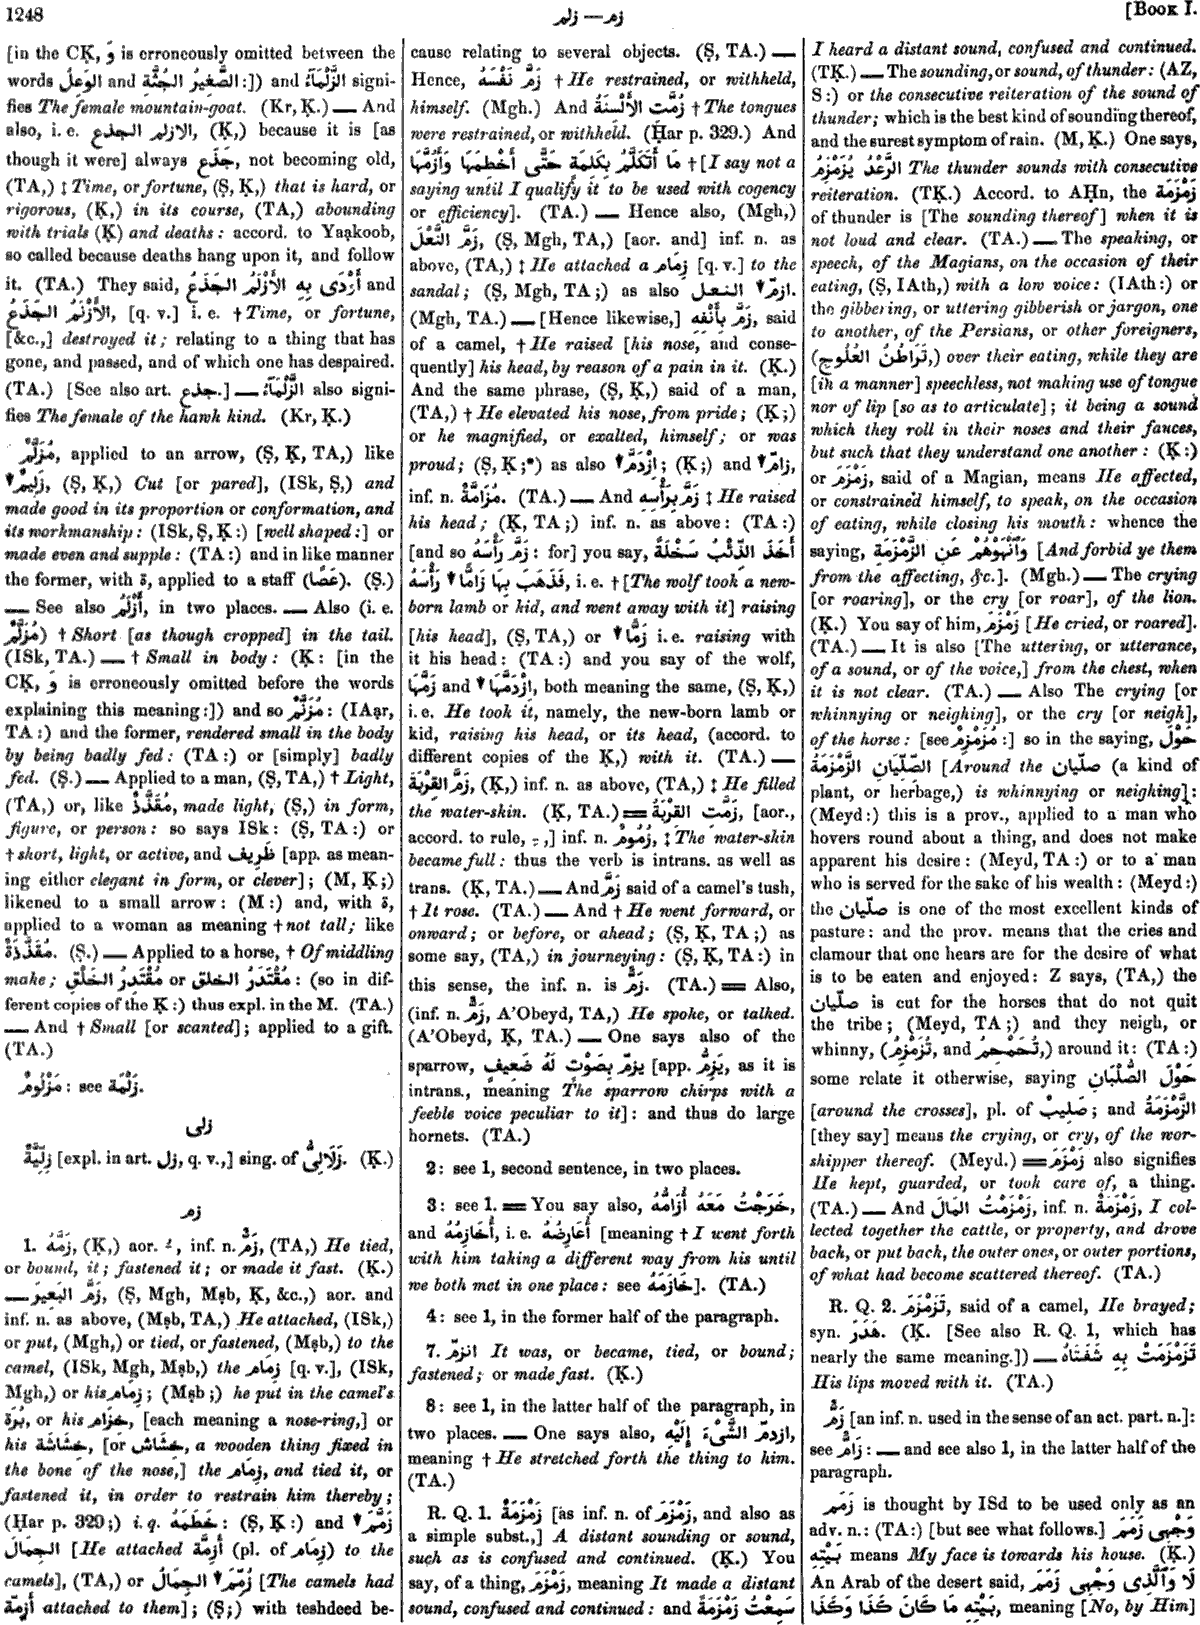 1248
زلم — زم
[BOOK I.
[in the CḲ, وَ is erroneously omitted between the
words الوَعِلُ and الصَّغِيرُ الجُثَّةِ:]) and الزَّلْمَآءُ signi-
fies The female mountain-goat. (Kr, Ḳ.) — And
also, i. e. الازلم الجذع, (Ḳ,) because it is [as
though it were] always جَذَع, not becoming old,
(TA,) ‡ Time, or fortune, (Ṣ, Ḳ,) that is hard, or
rigorous, (Ḳ,) in its course, (TA,) abounding
with trials (Ḳ) and deaths: accord. to Yaạḳoob,
so called because deaths hang upon it, and follow
it. (TA.) They said, أَوْدَى بِهِ الأَزْلَمُ الجَذَعُ and
الأَزْنَمُ الجَذَعُ, [q. v.] i. e. † Time, or fortune,
[&c.,] destroyed it; relating to a thing that has
gone, and passed, and of which one has despaired.
(TA.) [See also art. جذع.] — الزَّلْمَآءُ also signi-
fies The female of the hawk kind. (Kr, Ḳ.)
مُزَلَّمٌ, applied to an arrow, (Ṣ, Ḳ, TA,) like
زَلِيمٌ▼, (Ṣ, Ḳ,) Cut [or pared], (ISk, Ṣ,) and
made good in its proportion or conformation, and
its workmanship: (ISk, Ṣ, Ḳ:) [well shaped:] or
made even and supple: (TA:) and in like manner
the former, with ة, applied to a staff (عَصًا). (Ṣ.)
— See also أَزْلَمُ, in two places. — Also (i. e.
مُزَلَّمٌ) † Short [as though cropped] in the tail.
(ISk, TA.) — † Small in body: (Ḳ: [in the
CḲ, وَ is erroneously omitted before the words
explaining this meaning:]) and so مُزَنَّمٌ: (IAạr,
TA:) and the former, rendered small in the body
by being badly fed: (TA:) or [simply] badly
fed. (Ṣ.) — Applied to a man, (Ṣ, TA,) † Light,
(TA,) or, like مُقَذَّذٌ, made light, (Ṣ,) in form,
figure, or person: so says ISk: (Ṣ, TA:) or
† short, light, or active, and ظَرِيف [app. as mean-
ing either elegant in form, or clever]; (M, Ḳ;)
likened to a small arrow: (M:) and, with ة,
applied to a woman as meaning † not tall; like
مُقَذَّذَةٌ. (Ṣ.) — Applied to a horse, † Of middling
make; مُقْتَدِرُ الخَلْقِ or مُقْتَدَرُ الخلق: (so in dif-
ferent copies of the Ḳ:) thus expl. in the M. (TA.)
— And † Small [or scanted]; applied to a gift.
(TA.)
مَزْلُومٌ: see زَلْمَة.
زلى
زِلِّيَّةٌ [expl. in art. زل, q. v.,] sing. of زَلَالِىُّ. (Ḳ.)
زم
1. زَمَّهُ, (Ḳ,) aor. ـُ, inf. n. زَمٌّ, (TA,) He tied,
or bound, it; fastened it; or made it fast. (Ḳ.)
— زَمَّ البَعِيرَ, (Ṣ, Mgh, Mṣb, Ḳ, &c.,) aor. and
inf. n. as above, (Mṣb, TA,) He attached, (ISk,)
or put, (Mgh,) or tied, or fastened, (Mṣb,) to the
camel, (ISk, Mgh, Mṣb,) the زِمَام [q. v.], (ISk,
Mgh,) or his زمام; (Mṣb;) he put in the camel's
بُرَة, or his خِزَام, [each meaning a nose-ring,] or
his خِشَاشَة, [or خِشَاش, a wooden thing fixed in
the bone of the nose,] the زِمَام, and tied it, or
fastened it, in order to restrain him thereby;
(Ḥar p. 329;) i. q. خَطَمَهُ: (Ṣ, Ḳ:) and زَمَّمَ▼
الجِمَالَ [He attached أَزِمَّة (pl. of زِمَام) to the
camels], (TA,) or زُمِّمَ▼ الجِمَالُ [The camels had
أَزِمَّة attached to them]; (Ṣ;) with teshdeed be-
cause relating to several objects. (Ṣ, TA.) —
Hence, زَمَّ نَفْسَهُ † He restrained, or withheld,
himself. (Mgh.) And زُمَّتِ الأَلْسِنَةُ † The tongues
were restrained, or withheld. (Ḥar p. 329.) And
مَا أَتَكَلَّمُ بِكَلِمَةٍ حَتَّى أَخْطِمَهَا وَأَزُمَّهَا † [I say not a
saying until I qualify it to be used with cogency
or efficiency]. (TA.) — Hence also, (Mgh,)
زَمَّ النَّعْلَ, (Ṣ, Mgh, TA,) [aor. and] inf. n. as
above, (TA,) ‡ He attached a زِمَام [q. v.] to the
sandal; (Ṣ, Mgh, TA;) as also ازمّ▼ النعل.
(Mgh, TA.) — [Hence likewise,] زَمَّ بِأَنْفِهِ, said
of a camel, † He raised [his nose, and conse-
quently] his head, by reason of a pain in it. (Ḳ.)
And the same phrase, (Ṣ, Ḳ,) said of a man,
(TA,) † He elevated his nose, from pride; (Ḳ;)
or he magnified, or exalted, himself; or was
proud; (Ṣ, Ḳ;*) as also ازْدَمَّ▼; (Ḳ;) and زامّ▼,
inf. n. مُزَامَّةٌ. (TA.) — And زَمَّ بِرَأْسِهِ ‡ He raised
his head; (Ḳ, TA;) inf. n. as above: (TA:)
[and so زَمَّ رَأْسَهُ: for] you say, أَخَذَ الذِّئْبُ سَخْلَةً
فَذَهَبَ بِهَا زَامًّا▼ رَأْسَهُ, i. e. † [The wolf took a new-
born lamb or kid, and went away with it] raising
[his head], (Ṣ, TA,) or زَمًّا▼ i. e. raising with
it his head: (TA:) and you say of the wolf,
زَمَّهَا and ازْدَمَّهَا▼, both meaning the same, (Ṣ, Ḳ,)
i. e. He took it, namely, the new-born lamb or
kid, raising his head, or its head, (accord. to
different copies of the Ḳ,) with it. (TA.) —
زَمَّ القِرْبَةَ, (Ḳ,) inf. n. as above, (TA,) ‡ He filled
the water-skin. (Ḳ, TA.) = زَمَّتِ القِرْبَةُ, [aor.,
accord. to rule, ـِ,] inf. n. زُمُومٌ, ‡ The water-skin
became full: thus the verb is intrans. as well as
trans. (Ḳ, TA.) — And زَمَّ said of a camel's tush,
† It rose. (TA.) — And † He went forward, or
onward; or before, or ahead; (Ṣ, Ḳ, TA;) as
some say, (TA,) in journeying: (Ṣ, Ḳ, TA:) in
this sense, the inf. n. is زَمٌّ. (TA.) = Also,
(inf. n. زَمٌّ, A'Obeyd, TA,) He spoke, or talked.
(A'Obeyd, Ḳ, TA.) — One says also of the
sparrow, يزمّ بِصَوْتٍ لَهُ ضَعِيفٍ [app. يَزِمُّ, as it is
intrans., meaning The sparrow chirps with a
feeble voice peculiar to it]: and thus do large
hornets. (TA.)
2: see 1, second sentence, in two places.
3: see 1. = You say also, خَرَجْتُ مَعَهُ أُزَامُّهُ,
and أُخَازِمُهُ, i. e. أُعَارِضُهُ [meaning † I went forth
with him taking a different way from his until
we both met in one place: see خَازَمَهُ]. (TA.)
4: see 1, in the former half of the paragraph.
7. انزمّ It was, or became, tied, or bound;
fastened; or made fast. (Ḳ.)
8: see 1, in the latter half of the paragraph, in
two places. — One says also, ازدمّ الشَّىْءَ إِلَيْهِ,
meaning † He stretched forth the thing to him.
(TA.)
R. Q. 1. زَمْزَمَةٌ [as inf. n. of زَمْزَمَ, and also as
a simple subst.,] A distant sounding or sound,
such as is confused and continued. (Ḳ.) You
say, of a thing, زَمْزَمَ, meaning It made a distant
sound, confused and continued: and سَمِعْتُ زَمْزَمَةً
I heard a distant sound, confused and continued.
(TḲ.) — The sounding, or sound, of thunder: (AZ,
S:) or the consecutive reiteration of the sound of
thunder; which is the best kind of sounding thereof,
and the surest symptom of rain. (M, Ḳ.) One says,
الرَّعْدُ يُزَمْزِمُ The thunder sounds with consecutive
reiteration. (TḲ.) Accord. to AḤn, the زَمْزَمَة
of thunder is [The sounding thereof] when it is
not loud and clear. (TA.) — The speaking, or
speech, of the Magians, on the occasion of their
eating, (Ṣ, IAth,) with a low voice: (IAth:) or
the gibbering, or uttering gibberish or jargon, one
to another, of the Persians, or other foreigners,
(تَرَاطُنُ العُلُوجِ,) over their eating, while they are
[in a manner] speechless, not making use of tongue
nor of lip [so as to articulate]; it being a sound
which they roll in their noses and their fauces,
but such that they understand one another: (Ḳ:)
or زَمْزَمَ, said of a Magian, means He affected,
or constrained himself, to speak, on the occasion
of eating, while closing his mouth: whence the
saying, وَٱنْهَوْهُمْ عَنِ الزَّمْزَمَةِ [And forbid ye them
from the affecting, &c.]. (Mgh.) — The crying
[or roaring], or the cry [or roar], of the lion.
(Ḳ.) You say of him, زَمْزَمَ [He cried, or roared].
(TA.) — It is also [The uttering, or utterance,
of a sound, or of the voice,] from the chest, when
it is not clear. (TA.) — Also The crying [or
whinnying or neighing], or the cry [or neigh],
of the horse: [see مُزَمْزِمٌ:] so in the saying, حَوْلَ
الصِّلِّيَانِ الزَّمْزَمَةُ [Around the صلّيان (a kind of
plant, or herbage,) is whinnying or neighing]:
(Meyd:) this is a prov., applied to a man who
hovers round about a thing, and does not make
apparent his desire: (Meyd, TA:) or to a man
who is served for the sake of his wealth: (Meyd:)
the صلّيان is one of the most excellent kinds of
pasture: and the prov. means that the cries and
clamour that one hears are for the desire of what
is to be eaten and enjoyed: Z says, (TA,) the
صلّيان is cut for the horses that do not quit
the tribe; (Meyd, TA;) and they neigh, or
whinny, (تُزَمْزِمُ, and تُحَمْحِمُ,) around it: (TA:)
some relate it otherwise, saying حَوْلَ الصُّلْبَانِ
الزَّمْزَمَةُ [around the crosses], pl. of صَلِيبٌ; and
[they say] means the crying, or cry, of the wor-
shipper thereof. (Meyd.) = زَمْزَمَ also signifies
He kept, guarded, or took care of, a thing.
(TA.) — And زَمْزَمْتُ المَالَ, inf. n. زَمْزَمَةٌ, I col-
lected together the cattle, or property, and drove
back, or put back, the outer ones, or outer portions,
of what had become scattered thereof. (TA.)
R. Q. 2. تَزَمْزَمَ, said of a camel, He brayed;
syn. هَدَرَ. (Ḳ. [See also R. Q. 1, which has
nearly the same meaning.]) — تَزَمْزَمَتْ بِهِ شَفَتَاهُ
His lips moved with it. (TA.)
زَمٌّ [an inf. n. used in the sense of an act. part. n.]:
see زَامٌّ: — and see also 1, in the latter half of the
paragraph.
زَمَم is thought by ISd to be used only as an
adv. n.: (TA:) [but see what follows.] وَجْهِى زَمَمَ
بَيْتِهِ means My face is towards his house. (Ḳ.)
An Arab of the desert said, لَا وَٱلَّذِى وَجْهِى زَمَمَ
بَيْتِهِ مَا كَانَ كَذَا وَكَذَا, meaning [No, by Him]